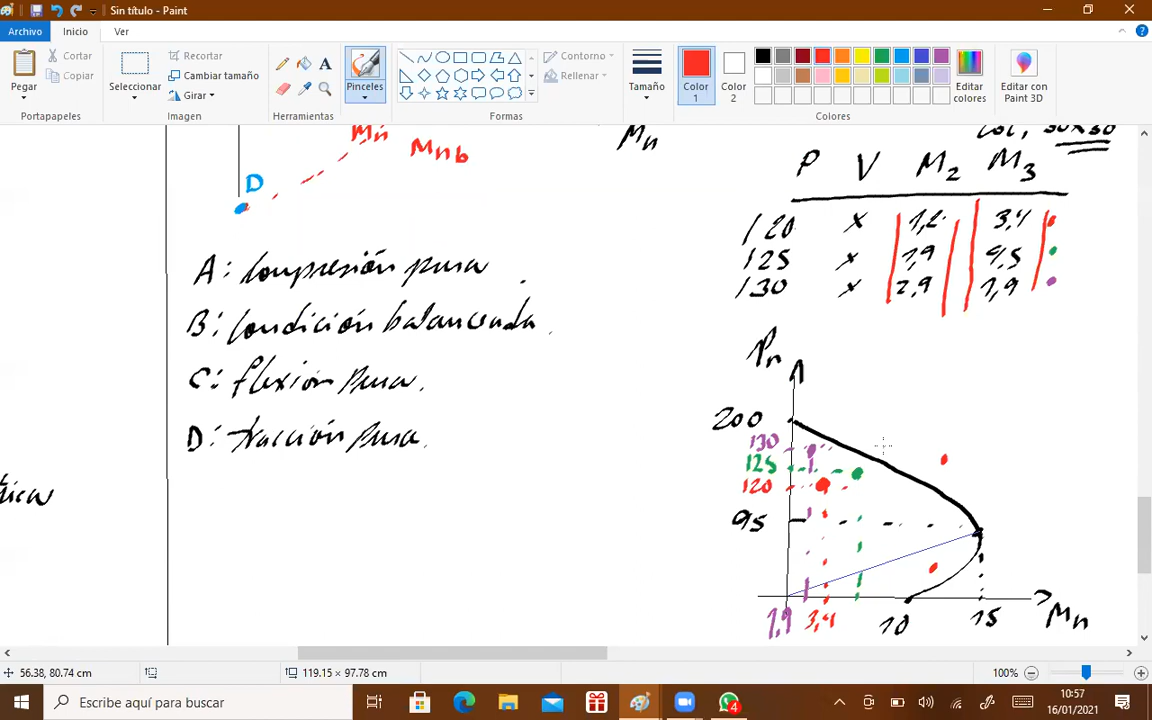 Sin título - Paint
Archivo Inicio Ver
Pegar
Cortar
Copiar
Portapapeles
Seleccionar
Recortar
Cambiar tamaño
Girar
Imagen
Herramientas
Pinceles
Contorno
Rellenar
Formas
Tamaño
Color 1
Color 2
Editar colores
Colores
Editar con Paint 3D
Mn
Mnb
D
Mn
Col, 30x30
P V M2 M3
120 x 1,2 3,4
125 x 1,9 4,5
130 x 2,9 1,9
A: Compresión pura
B: Condición balanceada
C: flexión pura.
D: tracción pura.
tica
Pn
200
130
125
120
95
1,9 3,4 10 15 Mn
56.38, 80.74 cm
119.15 × 97.78 cm
100%
Escribe aquí para buscar
4
10:57
16/01/2021